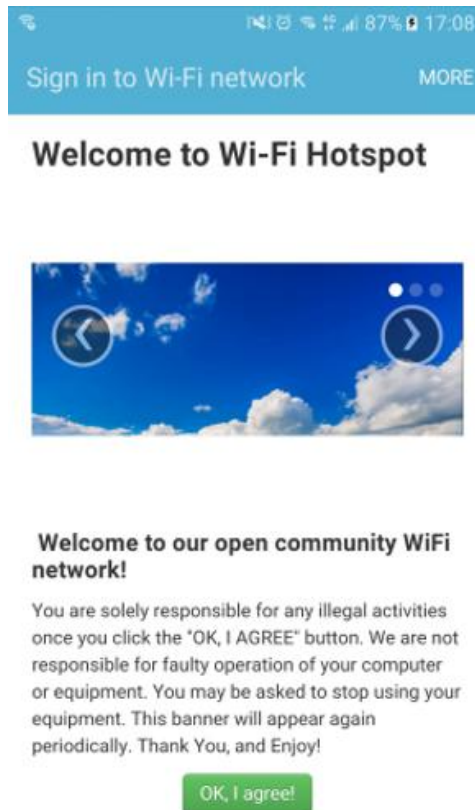 87% 17:08
Sign in to Wi-Fi network MORE
Welcome to Wi-Fi Hotspot
Welcome to our open community WiFi
network!
You are solely responsible for any illegal activities
once you click the "OK, I AGREE" button. We are not
responsible for faulty operation of your computer
or equipment. You may be asked to stop using your
equipment. This banner will appear again
periodically. Thank You, and Enjoy!
OK, I agree!